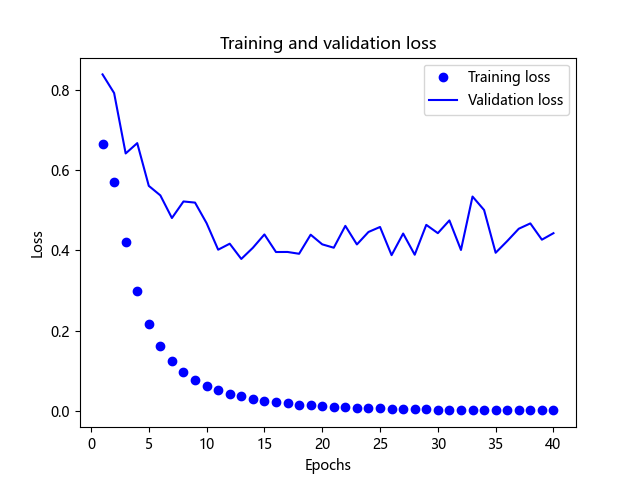 Training and validation loss
Training loss
Validation loss
Loss
0.8
0.6
0.4
0.2
0.0
0 5 10 15 20 25 30 35 40
Epochs